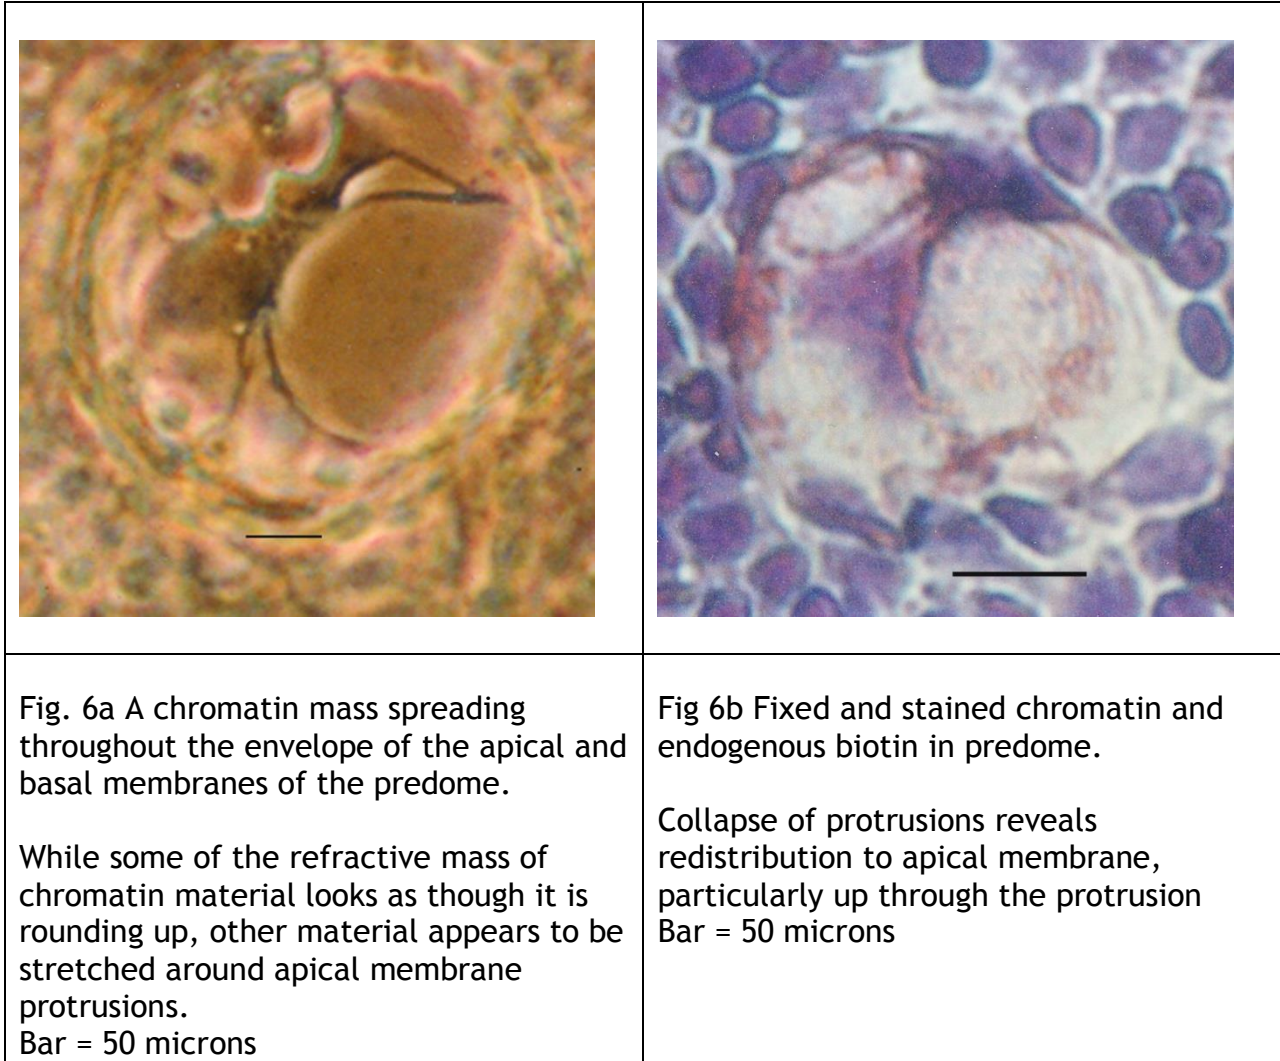 Fig. 6a A chromatin mass spreading
throughout the envelope of the apical and
basal membranes of the predome.
While some of the refractive mass of
chromatin material looks as though it is
rounding up, other material appears to be
stretched around apical membrane
protrusions.
Bar = 50 microns
Fig 6b Fixed and stained chromatin and
endogenous biotin in predome.
Collapse of protrusions reveals
redistribution to apical membrane,
particularly up through the protrusion
Bar = 50 microns